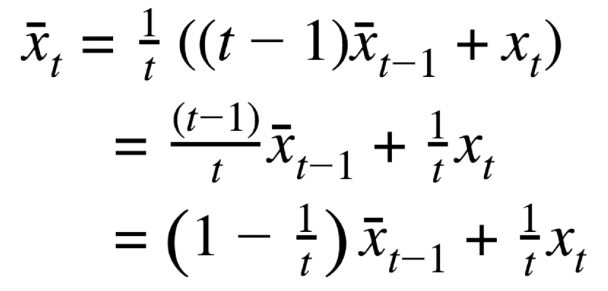 x̄ₜ = 1/t ((t − 1)x̄ₜ₋₁ + xₜ)
= (t−1)/t x̄ₜ₋₁ + 1/t xₜ
= (1 − 1/t) x̄ₜ₋₁ + 1/t xₜ